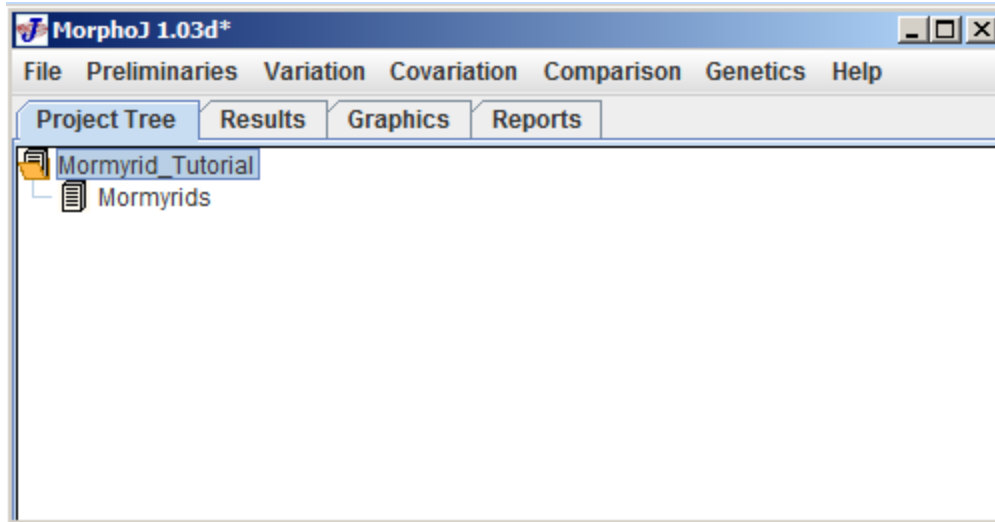 MorphoJ 1.03d*
File Preliminaries Variation Covariation Comparison Genetics Help
Project Tree Results Graphics Reports
Mormyrid_Tutorial
Mormyrids